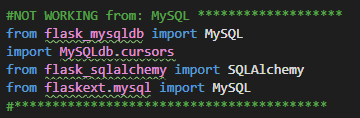 #NOT WORKING from: MySQL *******************
from flask_mysqldb import MySQL
import MySQLdb.cursors
from flask_sqlalchemy import SQLAlchemy
from flaskext.mysql import MySQL
#*****************************************